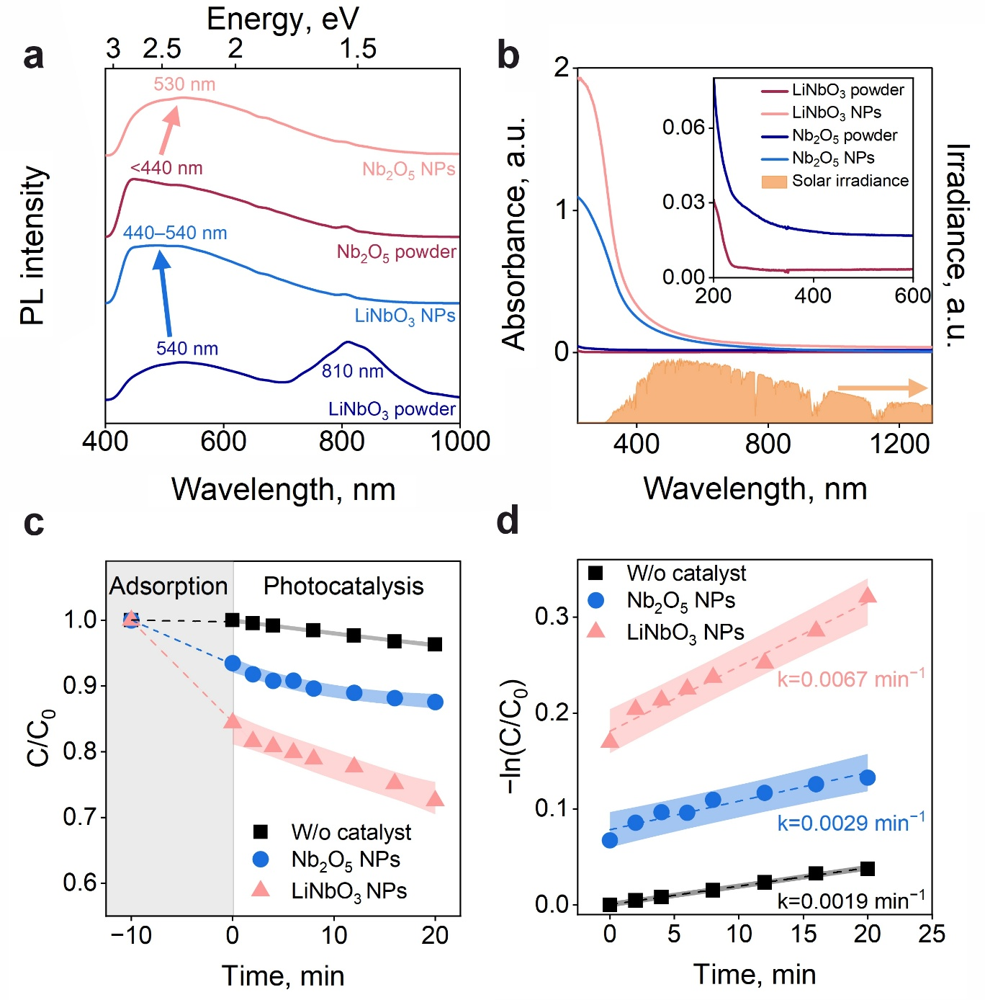 a
Energy, eV
3 2.5 2 1.5
530 nm
Nb₂O₅ NPs
<440 nm
Nb₂O₅ powder
440–540 nm
LiNbO₃ NPs
540 nm
810 nm
LiNbO₃ powder
PL intensity
400 600 800 1000
Wavelength, nm
b
2
1
0
Absorbance, a.u.
LiNbO₃ powder
LiNbO₃ NPs
Nb₂O₅ powder
Nb₂O₅ NPs
Solar irradiance
0.06
0.03
0.00
200 400 600
Irradiance, a.u.
400 800 1200
Wavelength, nm
c
Adsorption Photocatalysis
1.0
0.9
0.8
0.7
0.6
C/C₀
W/o catalyst
Nb₂O₅ NPs
LiNbO₃ NPs
−10 0 10 20
Time, min
d
W/o catalyst
Nb₂O₅ NPs
LiNbO₃ NPs
0.3
0.2
0.1
0.0
−ln(C/C₀)
k=0.0067 min⁻¹
k=0.0029 min⁻¹
k=0.0019 min⁻¹
0 5 10 15 20 25
Time, min